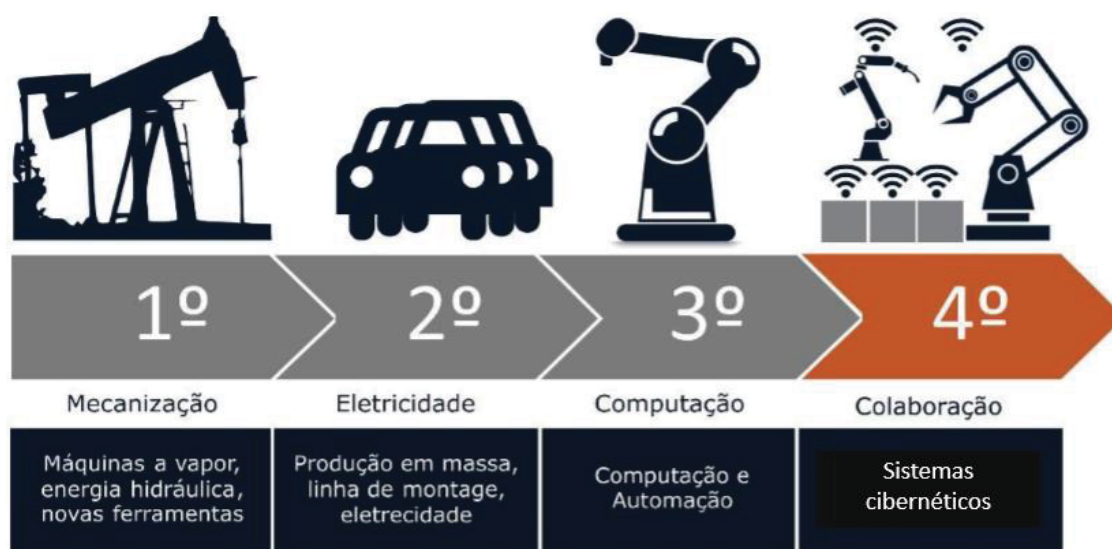 1º
2º
3º
4º
Mecanização
Eletricidade
Computação
Colaboração
Máquinas a vapor,
energia hidráulica,
novas ferramentas
Produção em massa,
linha de montage,
eletrecidade
Computação e
Automação
Sistemas
cibernéticos